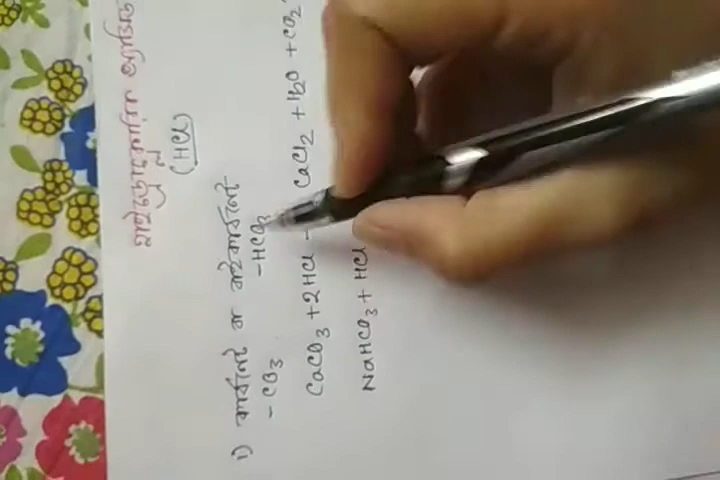 হাইড্রোক্লোরিক অ্যাসিড
(HCl)
1) কার্বনেট বা বাইকার্বনেট
-CO3 -HCO3
CaCO3 + 2HCl - CaCl2 + H2O + CO2
NaHCO3 + HCl